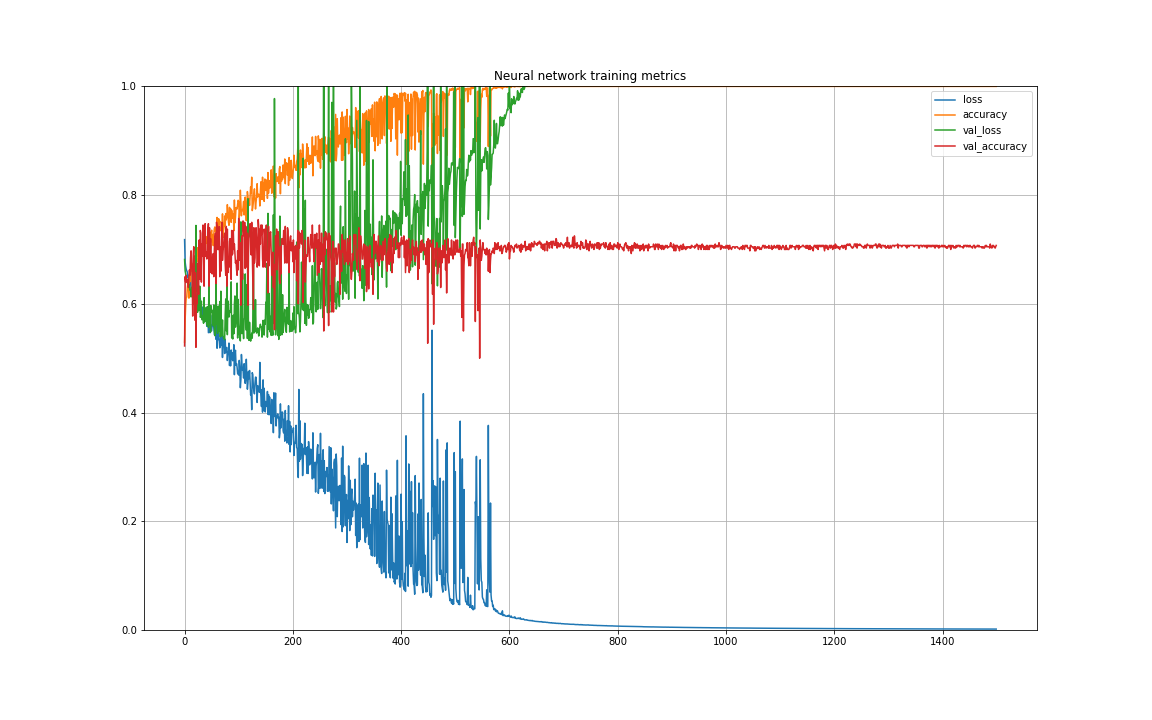 Neural network training metrics
1.0
0.8
0.6
0.4
0.2
0.0
0 200 400 600 800 1000 1200 1400
loss
accuracy
val_loss
val_accuracy